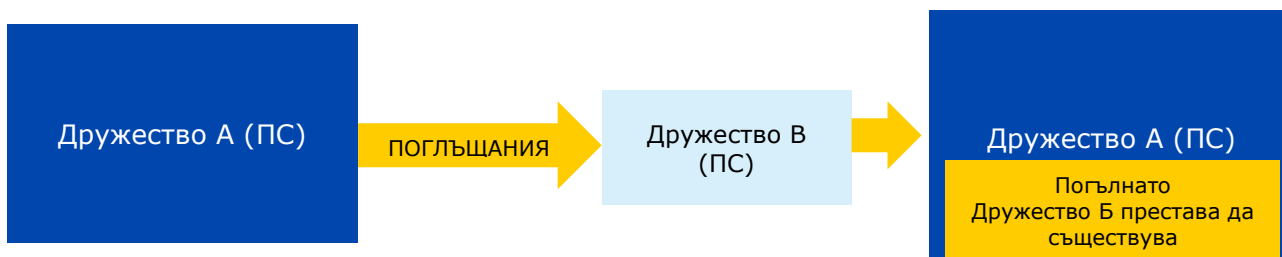 Дружество А (ПС)
ПОГЛЪЩАНИЯ
Дружество В
(ПС)
Дружество А (ПС)
Погълнато
Дружество Б престава да
съществува